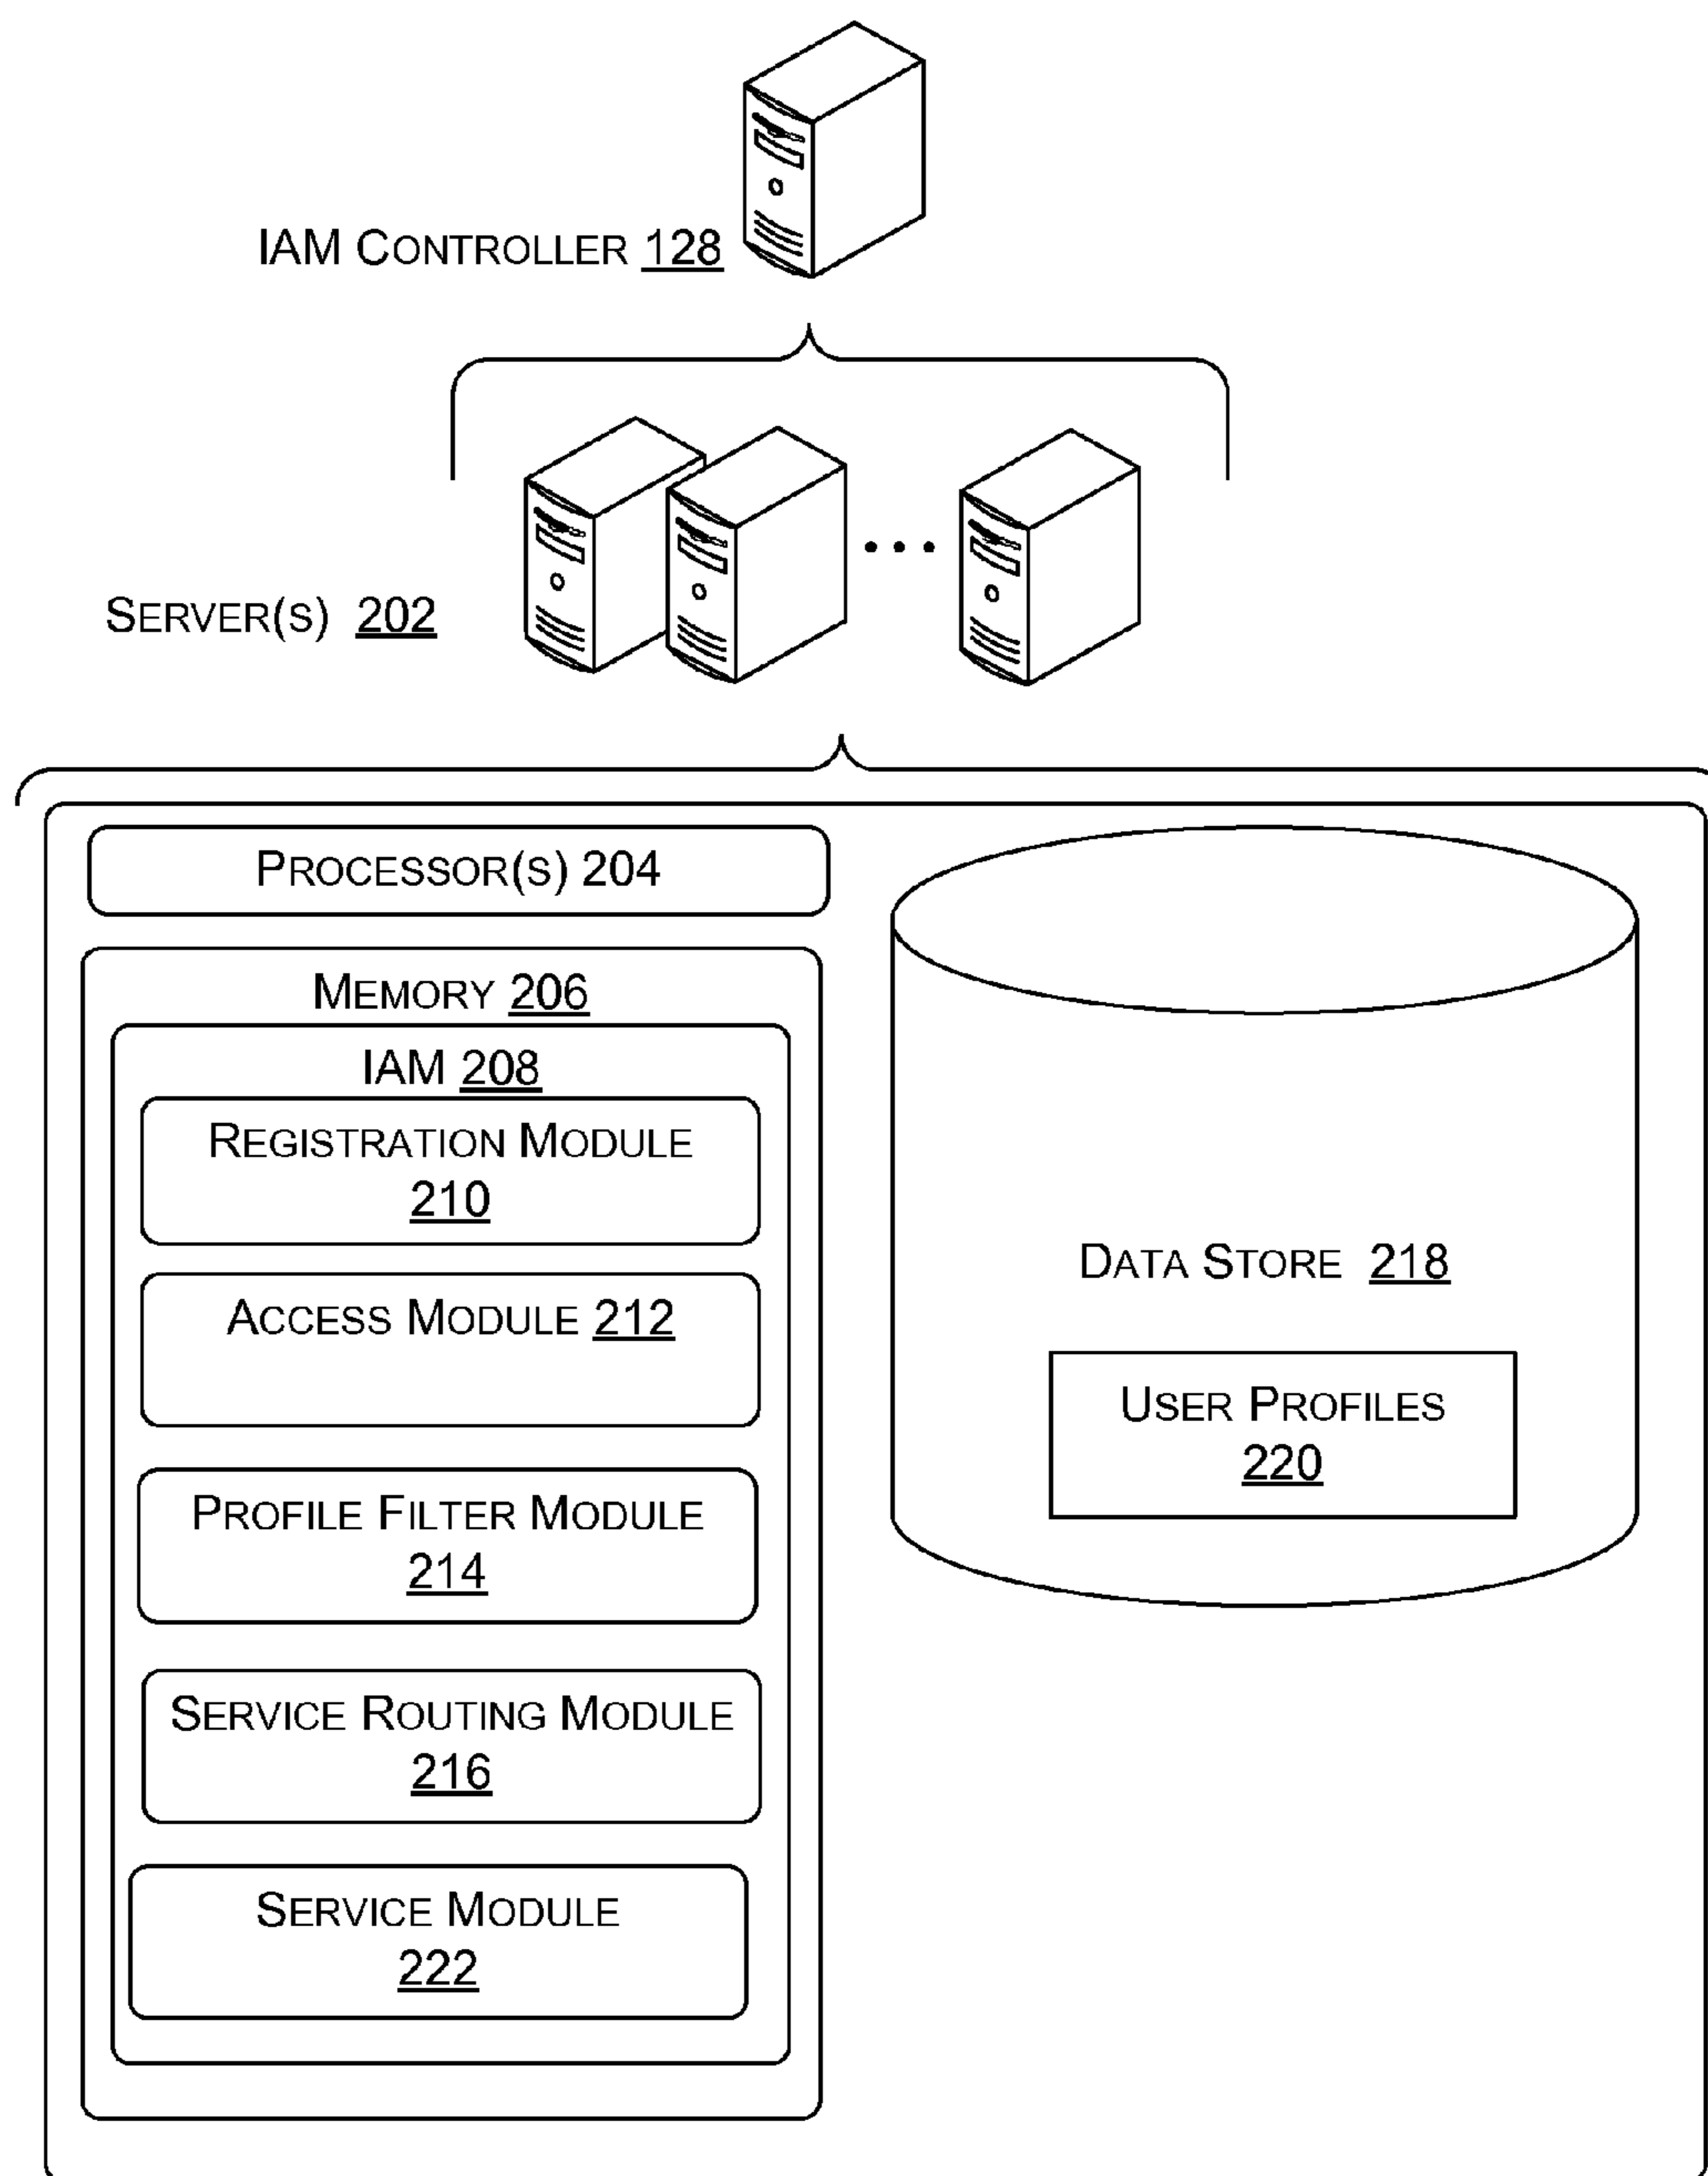 IAM CONTROLLER 128
SERVER(S) 202
PROCESSOR(S) 204
MEMORY 206
IAM 208
REGISTRATION MODULE
210
ACCESS MODULE 212
PROFILE FILTER MODULE
214
SERVICE ROUTING MODULE
216
SERVICE MODULE
222
DATA STORE 218
USER PROFILES
220